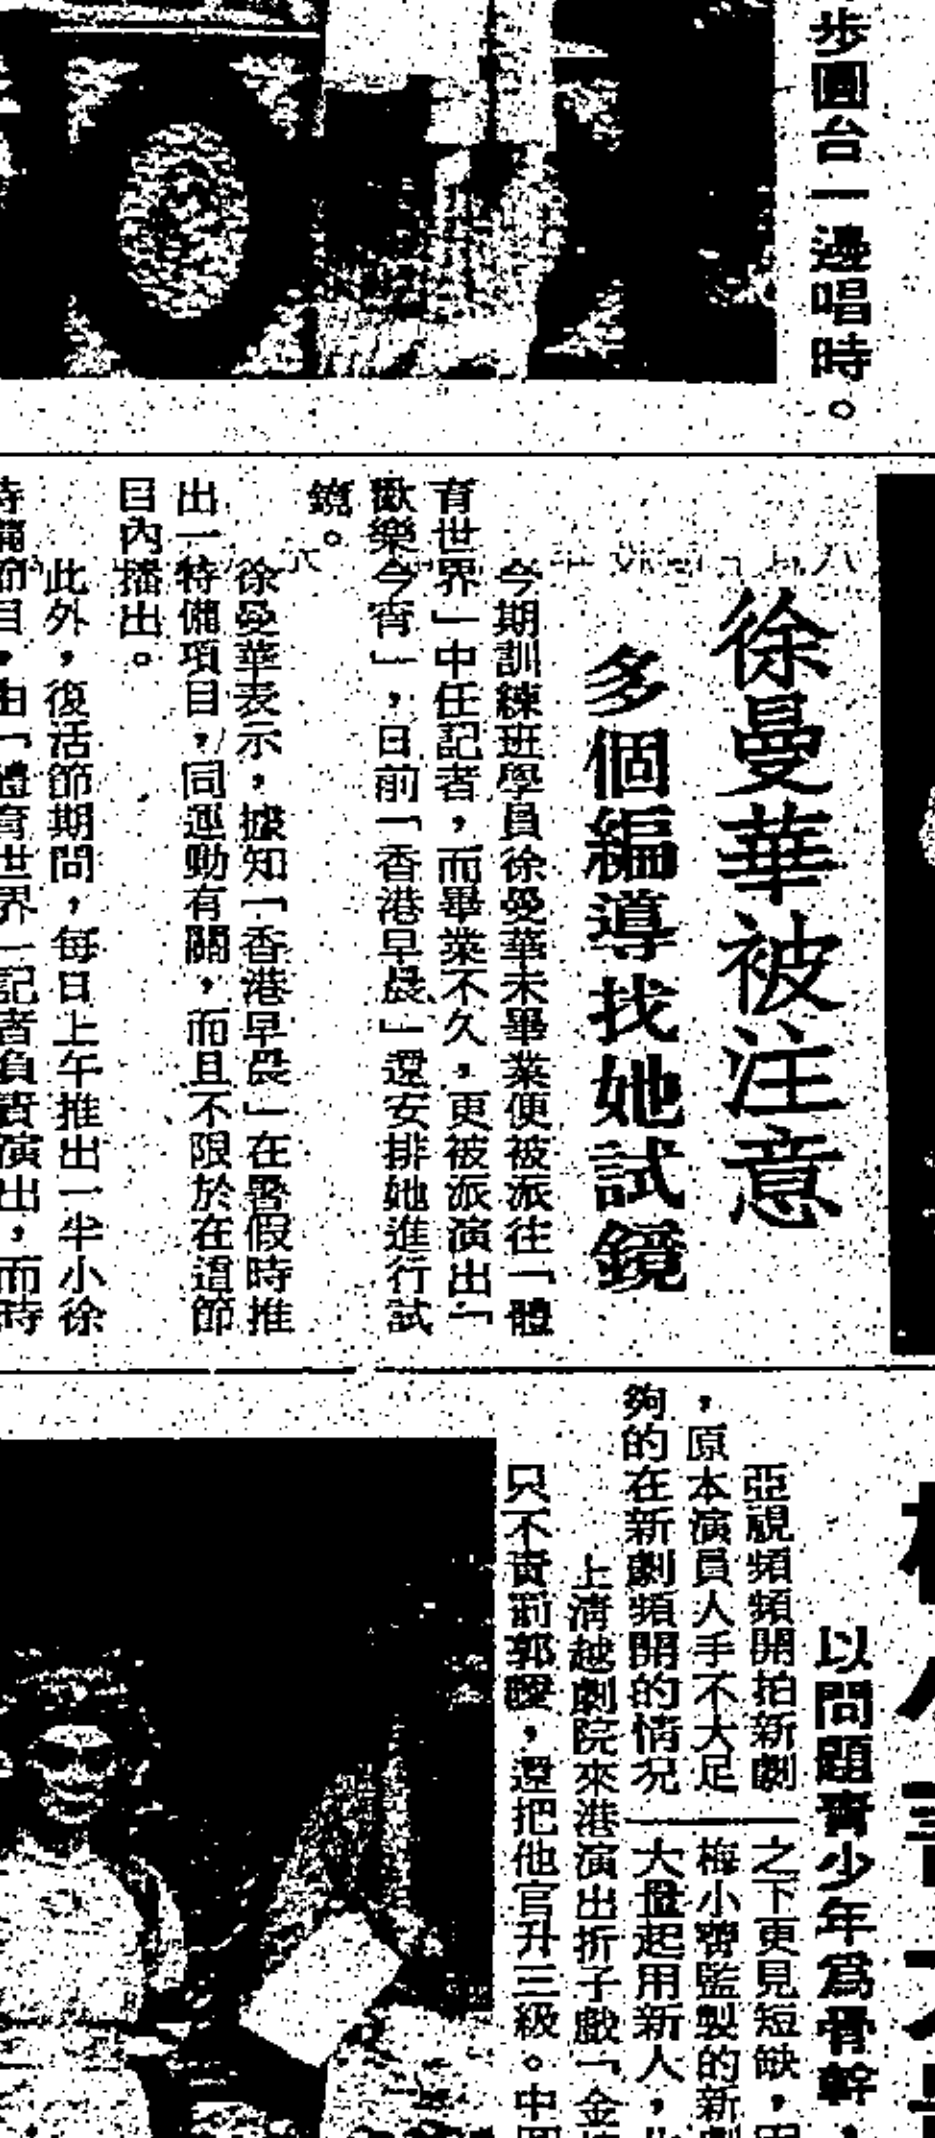 步圓台一邊唱時。
徐曼華被注意
多個編導找她試鏡
今期訓練班學員徐曼華未畢業便被派往「體
育世界」中任記者，而畢業不久，更被派演出「
歡樂今宵」，日前「香港早晨」還安排她進行試
鏡。
徐曼華表示，據知「香港早晨」在暑假時推
出一特備項目，同運動有關，而且不限於在這節
目內播出。
此外，復活節期間，每日上午推出一半小徐
特備節目，由「體育世界」記者負責演出，而時
以問題青少年為骨幹，
亞視頻頻開拍新劇
，原本演員人手不大足
夠的在新劇頻開的情況
之下更見短缺，
梅小青監製的新劇
大量起用新人，
上海越劇院來港演出折子戲「金
只不責罰郭曖，還把他官升三級。中